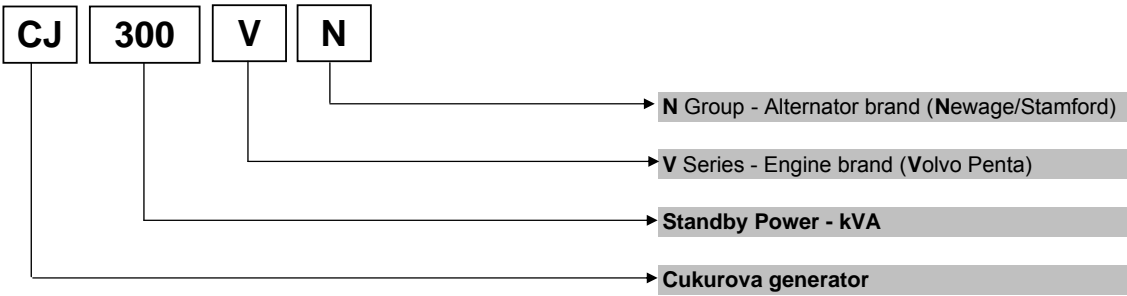 CJ 300 V N
N Group - Alternator brand (Newage/Stamford)
V Series - Engine brand (Volvo Penta)
Standby Power - kVA
Cukurova generator